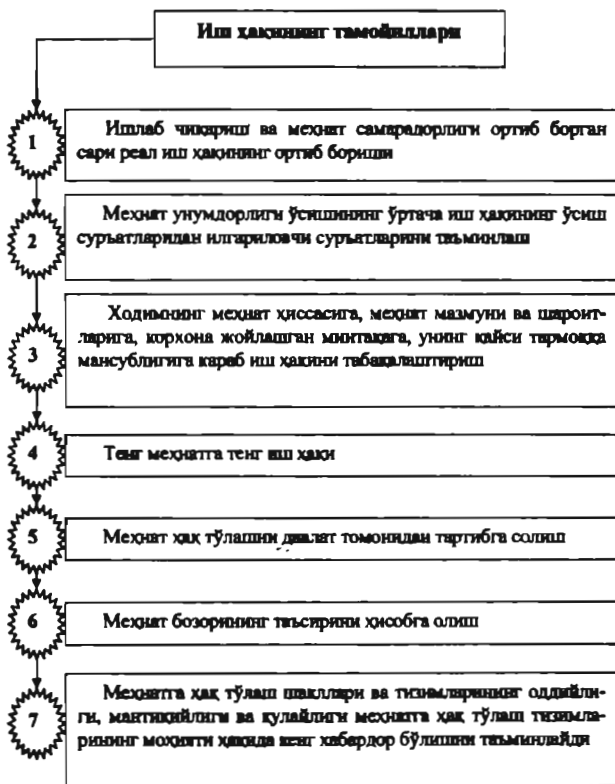 Иш ҳақининг тамойиллари
1
Ишлаб чиқариш ва меҳнат самарадорлиги ортиб борган
сари реал иш ҳақининг ортиб бориши
2
Меҳнат унумдорлиги ўсишининг ўртача иш ҳақининг ўсиш
суръатларидан илгариловчи суръатларини таъминлаш
3
Ходимнинг меҳнат ҳиссасига, меҳнат мазмуни ва шароит-
ларига, корхона жойлашган минтақага, унинг қайси тармоққа
мансублигига қараб иш ҳақини табақалаштириш
4
Тенг меҳнатга тенг иш ҳақи
5
Меҳнат ҳақ тўлашни давлат томонидан тартибга солиш
6
Меҳнат бозорининг таъсирини ҳисобга олиш
7
Меҳнатга ҳақ тўлаш шакллари ва тизимларининг оддийли-
ги, мантиқийлиги ва қулайлиги меҳнатга ҳақ тўлаш тизимла-
рининг моҳияти ҳақида кенг хабардор бўлишни таъминлайди